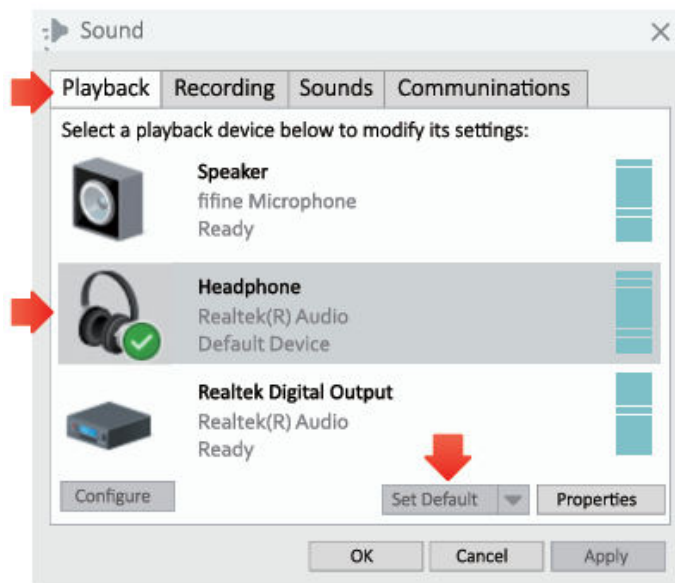 Sound
Playback Recording Sounds Communinations
Select a playback device below to modify its settings:
Speaker
fifine Microphone
Ready
Headphone
Realtek(R) Audio
Default Device
Realtek Digital Output
Realtek(R) Audio
Ready
Configure Set Default Properties
OK Cancel Apply